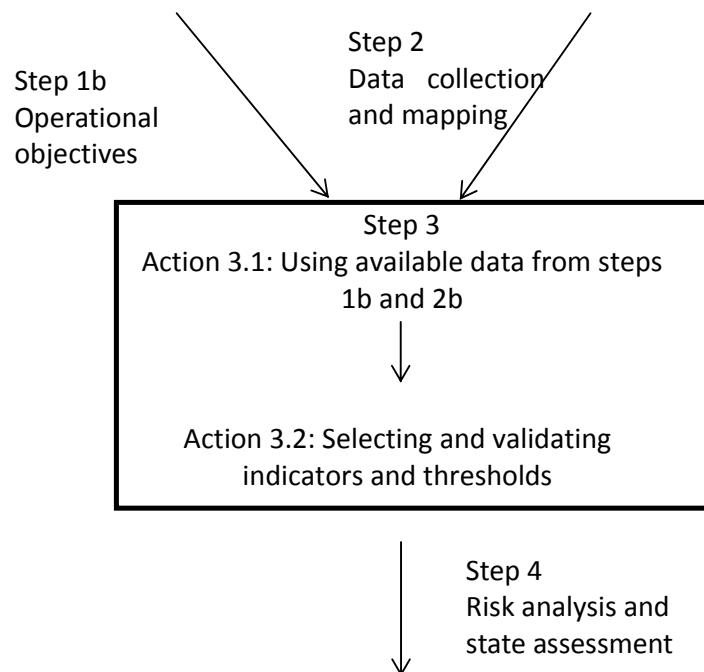 Step 1b
Operational
objectives
Step 2
Data collection
and mapping
Step 3
Action 3.1: Using available data from steps
1b and 2b
Action 3.2: Selecting and validating
indicators and thresholds
Step 4
Risk analysis and
state assessment